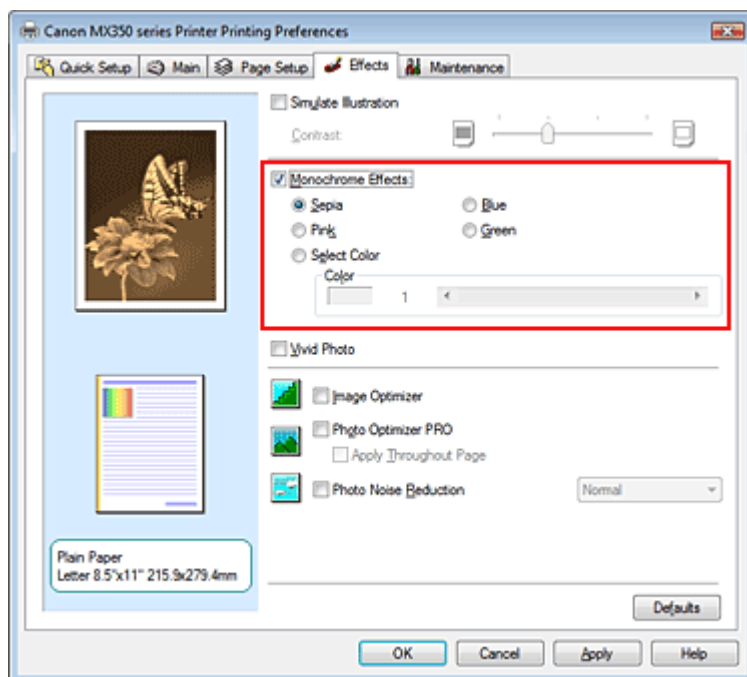 Canon MX350 series Printer Printing Preferences
Quick Setup Main Page Setup Effects Maintenance
Simulate Illustration
Contrast:
Monochrome Effects:
Sepia Blue
Pink Green
Select Color
Color
1
Vivid Photo
Image Optimizer
Photo Optimizer PRO
Apply Throughout Page
Photo Noise Reduction Normal
Plain Paper
Letter 8.5"x11" 215.9x279.4mm
Defaults
OK Cancel Apply Help